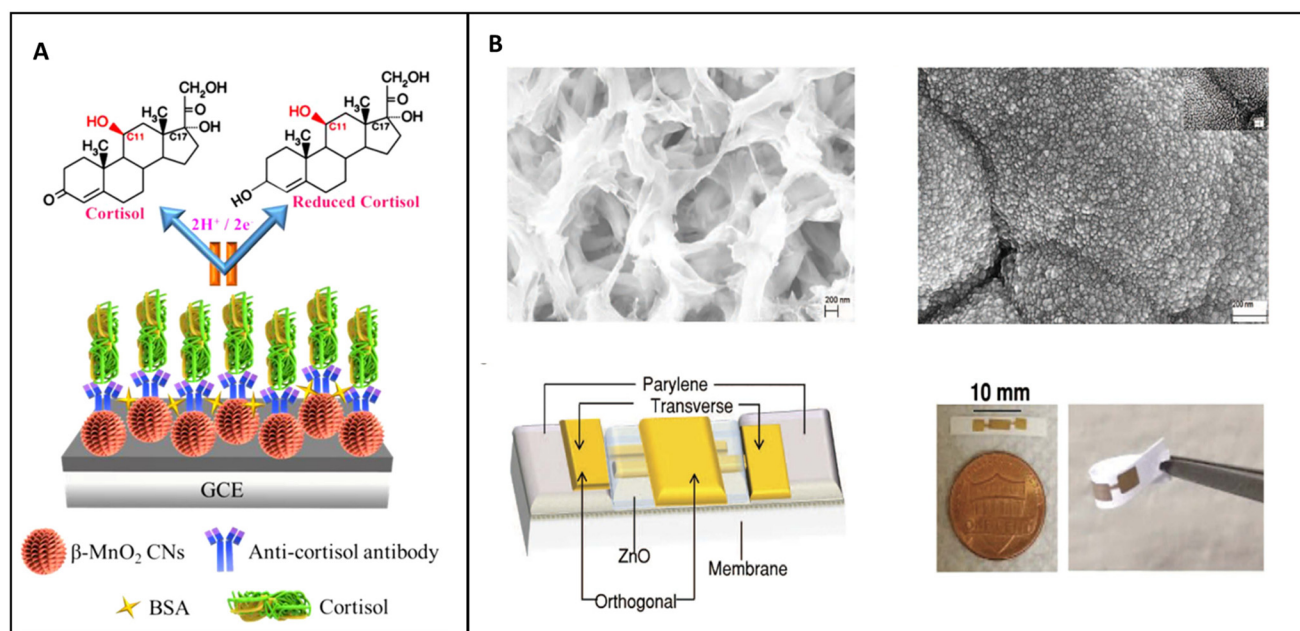 A
CH₂OH
O
H₃C
OH
HO
C11
C17
H₃C
O
Cortisol
CH₂OH
O
H₃C
OH
HO
C11
C17
H₃C
HO
Reduced Cortisol
2H⁺ / 2e⁻
GCE
β-MnO₂ CNs
Anti-cortisol antibody
BSA
Cortisol
B
200 nm
200 nm
Parylene
Transverse
ZnO
Membrane
Orthogonal
10 mm